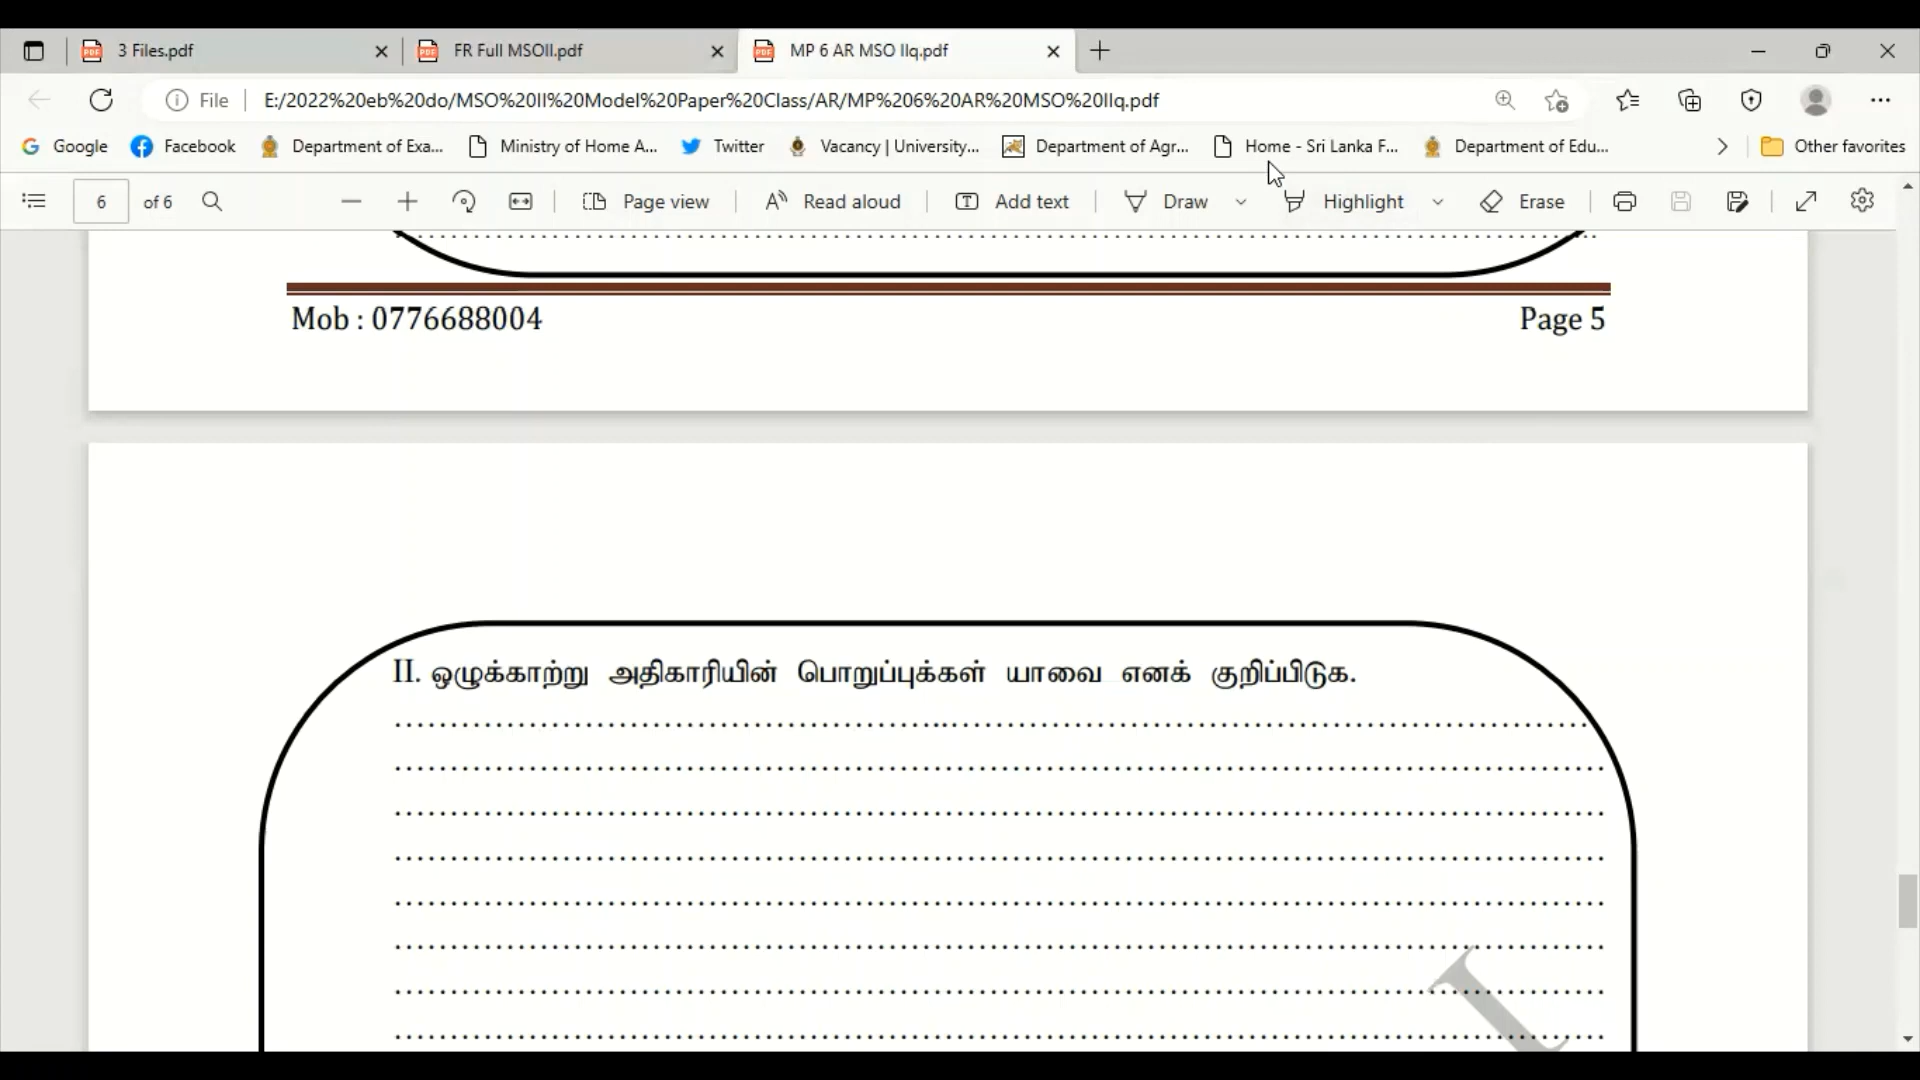 3 Files.pdf
FR Full MSOII.pdf
MP 6 AR MSO IIq.pdf
File
E:/2022%20eb%20do/MSO%20II%20Model%20Paper%20Class/AR/MP%206%20AR%20MSO%20IIq.pdf
Google
Facebook
Department of Exa...
Ministry of Home A...
Twitter
Vacancy | University...
Department of Agr...
Home - Sri Lanka F...
Department of Edu...
Other favorites
6 of 6
Page view
Read aloud
Add text
Draw
Highlight
Erase
Mob : 0776688004
Page 5
II. ஒழுக்காற்று அதிகாரியின் பொறுப்புக்கள் யாவை எனக் குறிப்பிடுக.